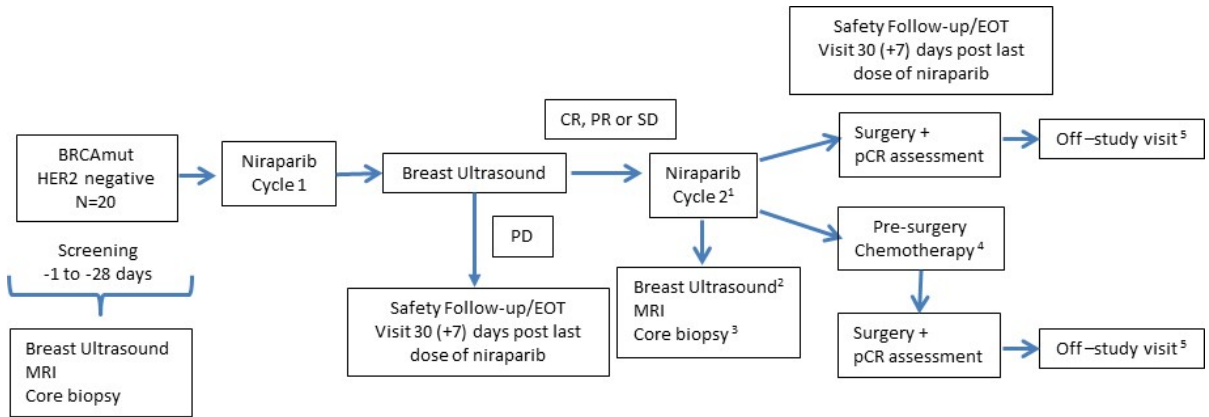 BRCAmut
HER2 negative
N=20
Screening
-1 to -28 days
Breast Ultrasound
MRI
Core biopsy
Niraparib
Cycle 1
Breast Ultrasound
PD
Safety Follow-up/EOT
Visit 30 (+7) days post last
dose of niraparib
CR, PR or SD
Niraparib
Cycle 2¹
Breast Ultrasound²
MRI
Core biopsy ³
Safety Follow-up/EOT
Visit 30 (+7) days post last
dose of niraparib
Surgery +
pCR assessment
Off–study visit ⁵
Pre-surgery
Chemotherapy ⁴
Surgery +
pCR assessment
Off–study visit ⁵